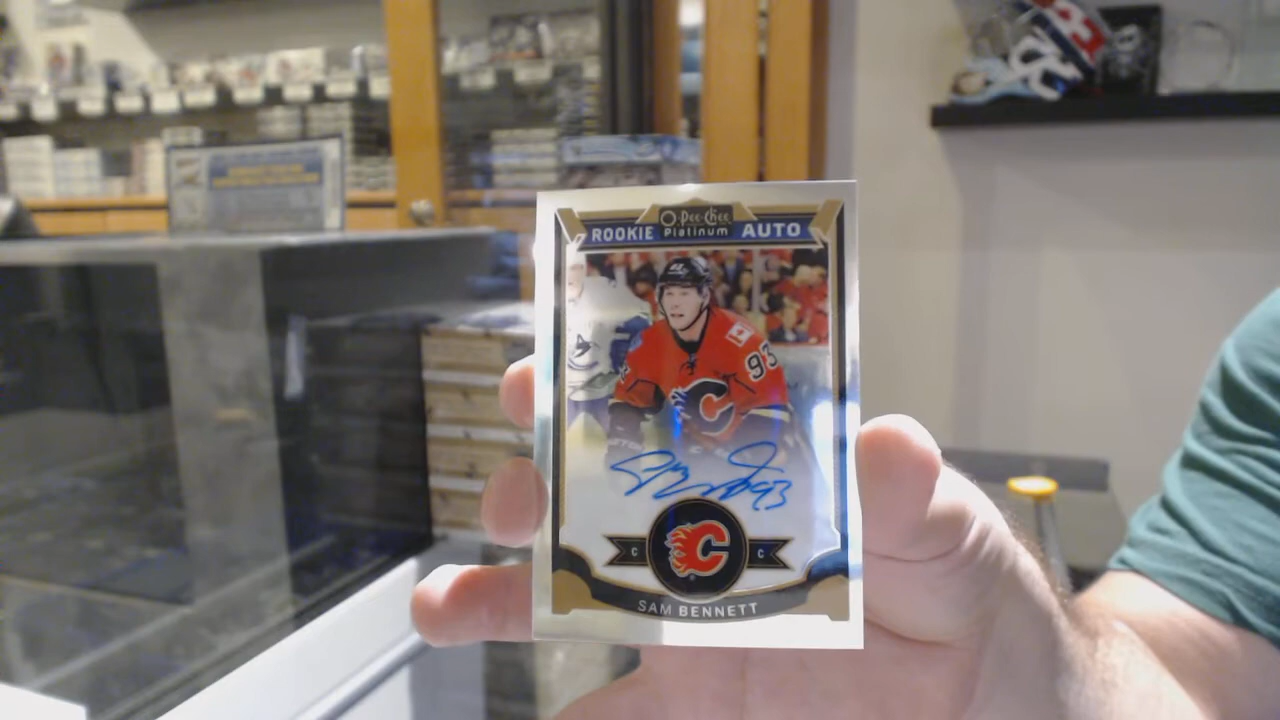 O-Pee-Chee
ROOKIE Platinum AUTO
93
C C C
SAM BENNETT